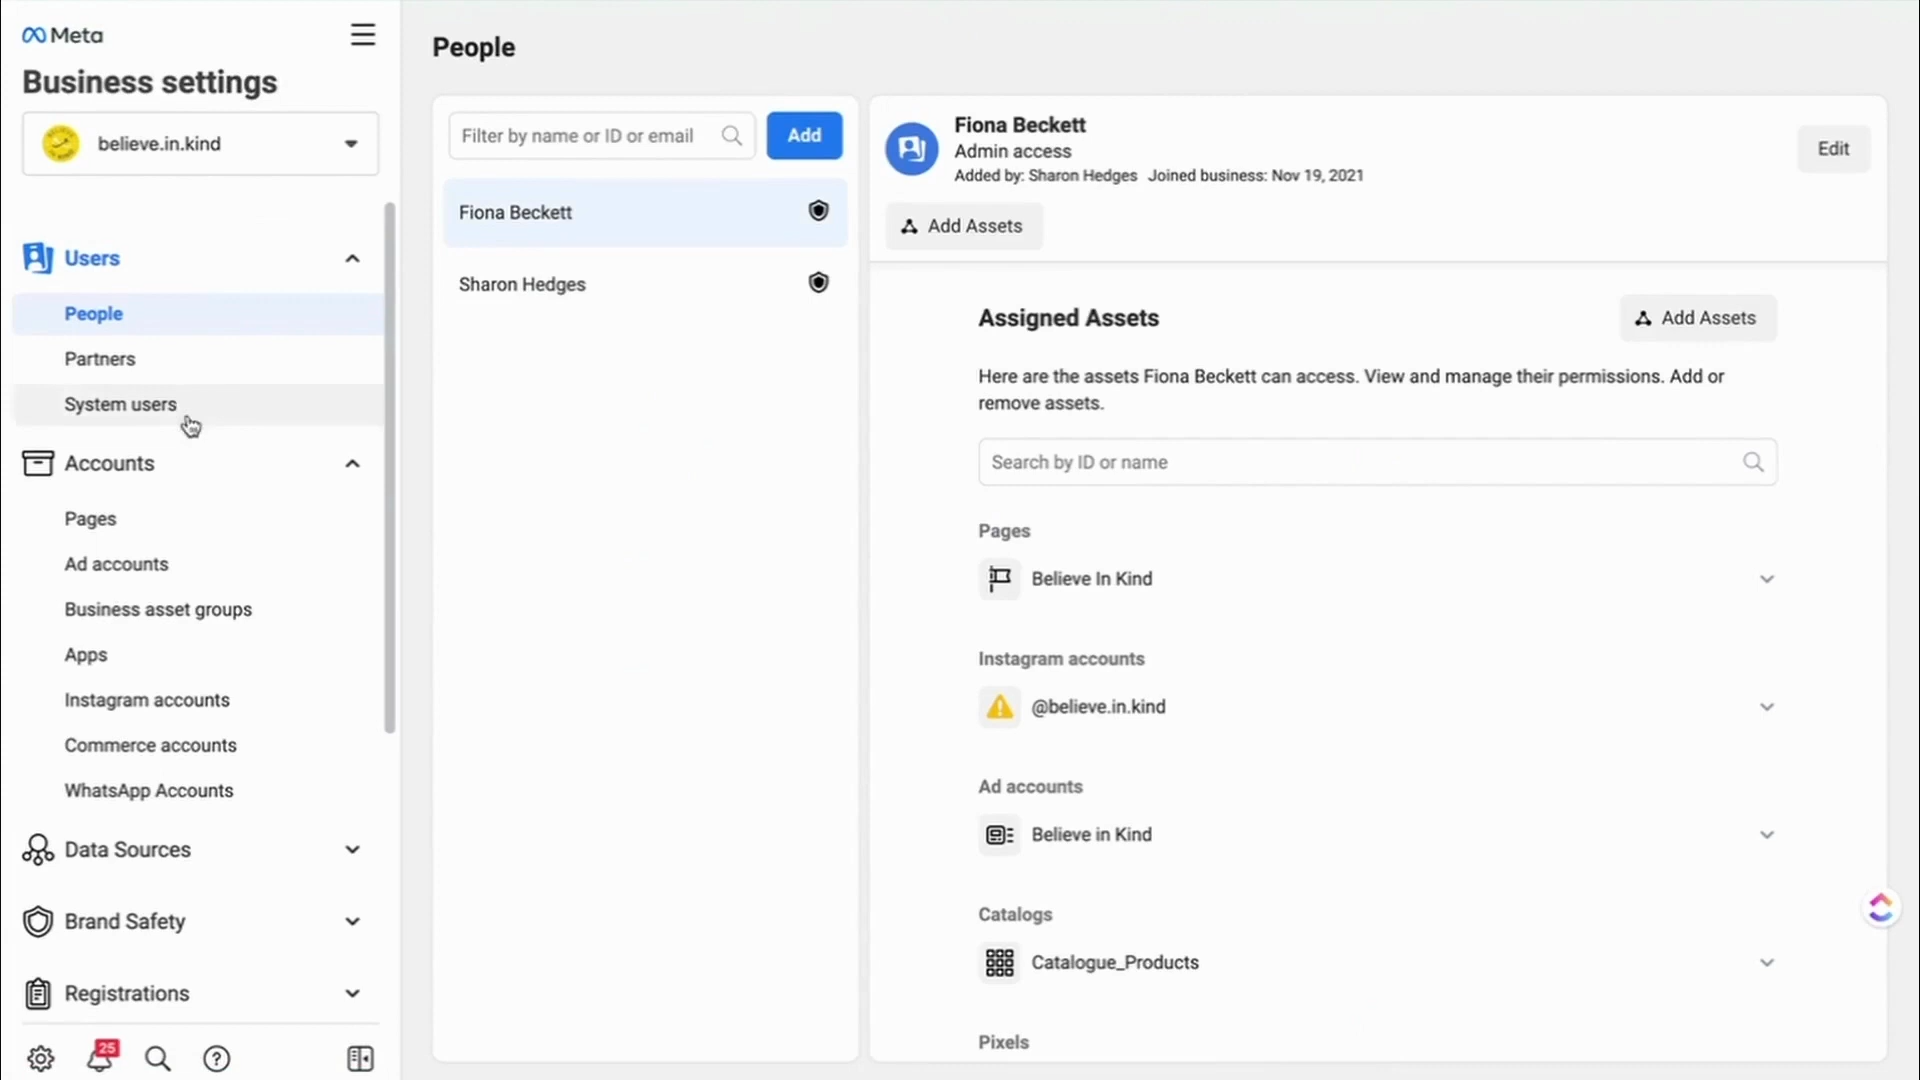 Meta
Business settings
believe.in.kind
Users
People
Partners
System users
Accounts
Pages
Ad accounts
Business asset groups
Apps
Instagram accounts
Commerce accounts
WhatsApp Accounts
Data Sources
Brand Safety
Registrations
25
People
Filter by name or ID or email
Add
Fiona Beckett
Sharon Hedges
Fiona Beckett
Admin access
Added by: Sharon Hedges Joined business: Nov 19, 2021
Edit
Add Assets
Assigned Assets
Add Assets
Here are the assets Fiona Beckett can access. View and manage their permissions. Add or
remove assets.
Search by ID or name
Pages
Believe In Kind
Instagram accounts
@believe.in.kind
Ad accounts
Believe in Kind
Catalogs
Catalogue_Products
Pixels